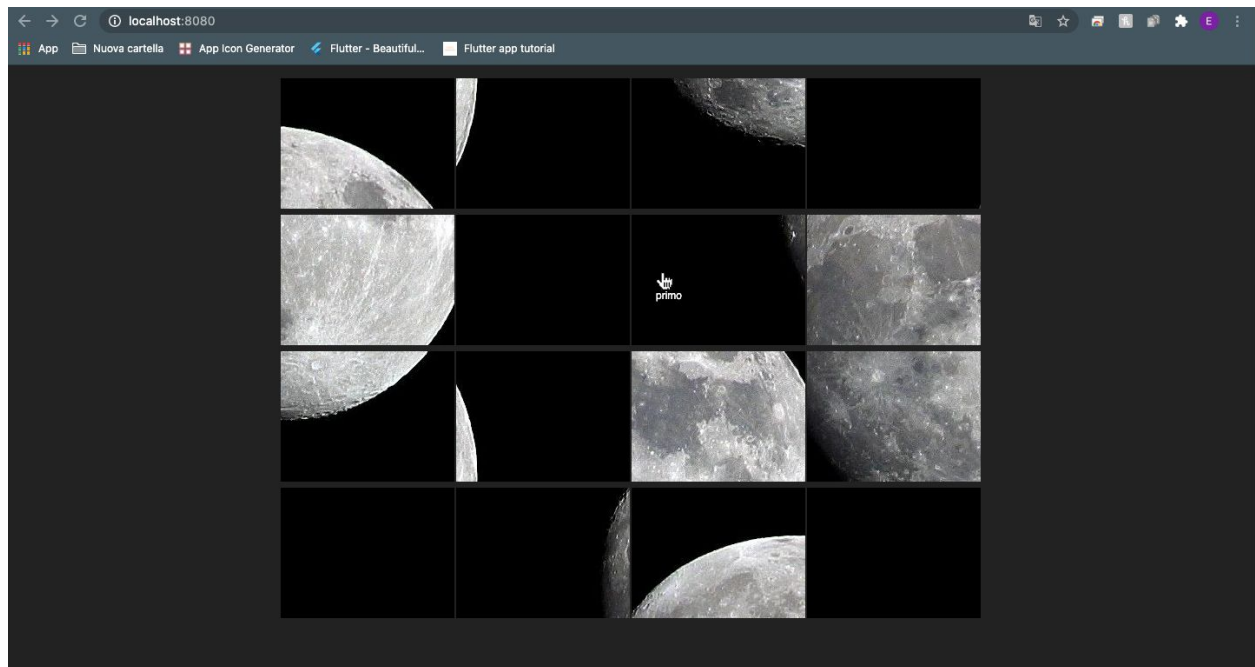 localhost:8080
E
App Nuova cartella App Icon Generator Flutter - Beautiful... Flutter app tutorial
primo